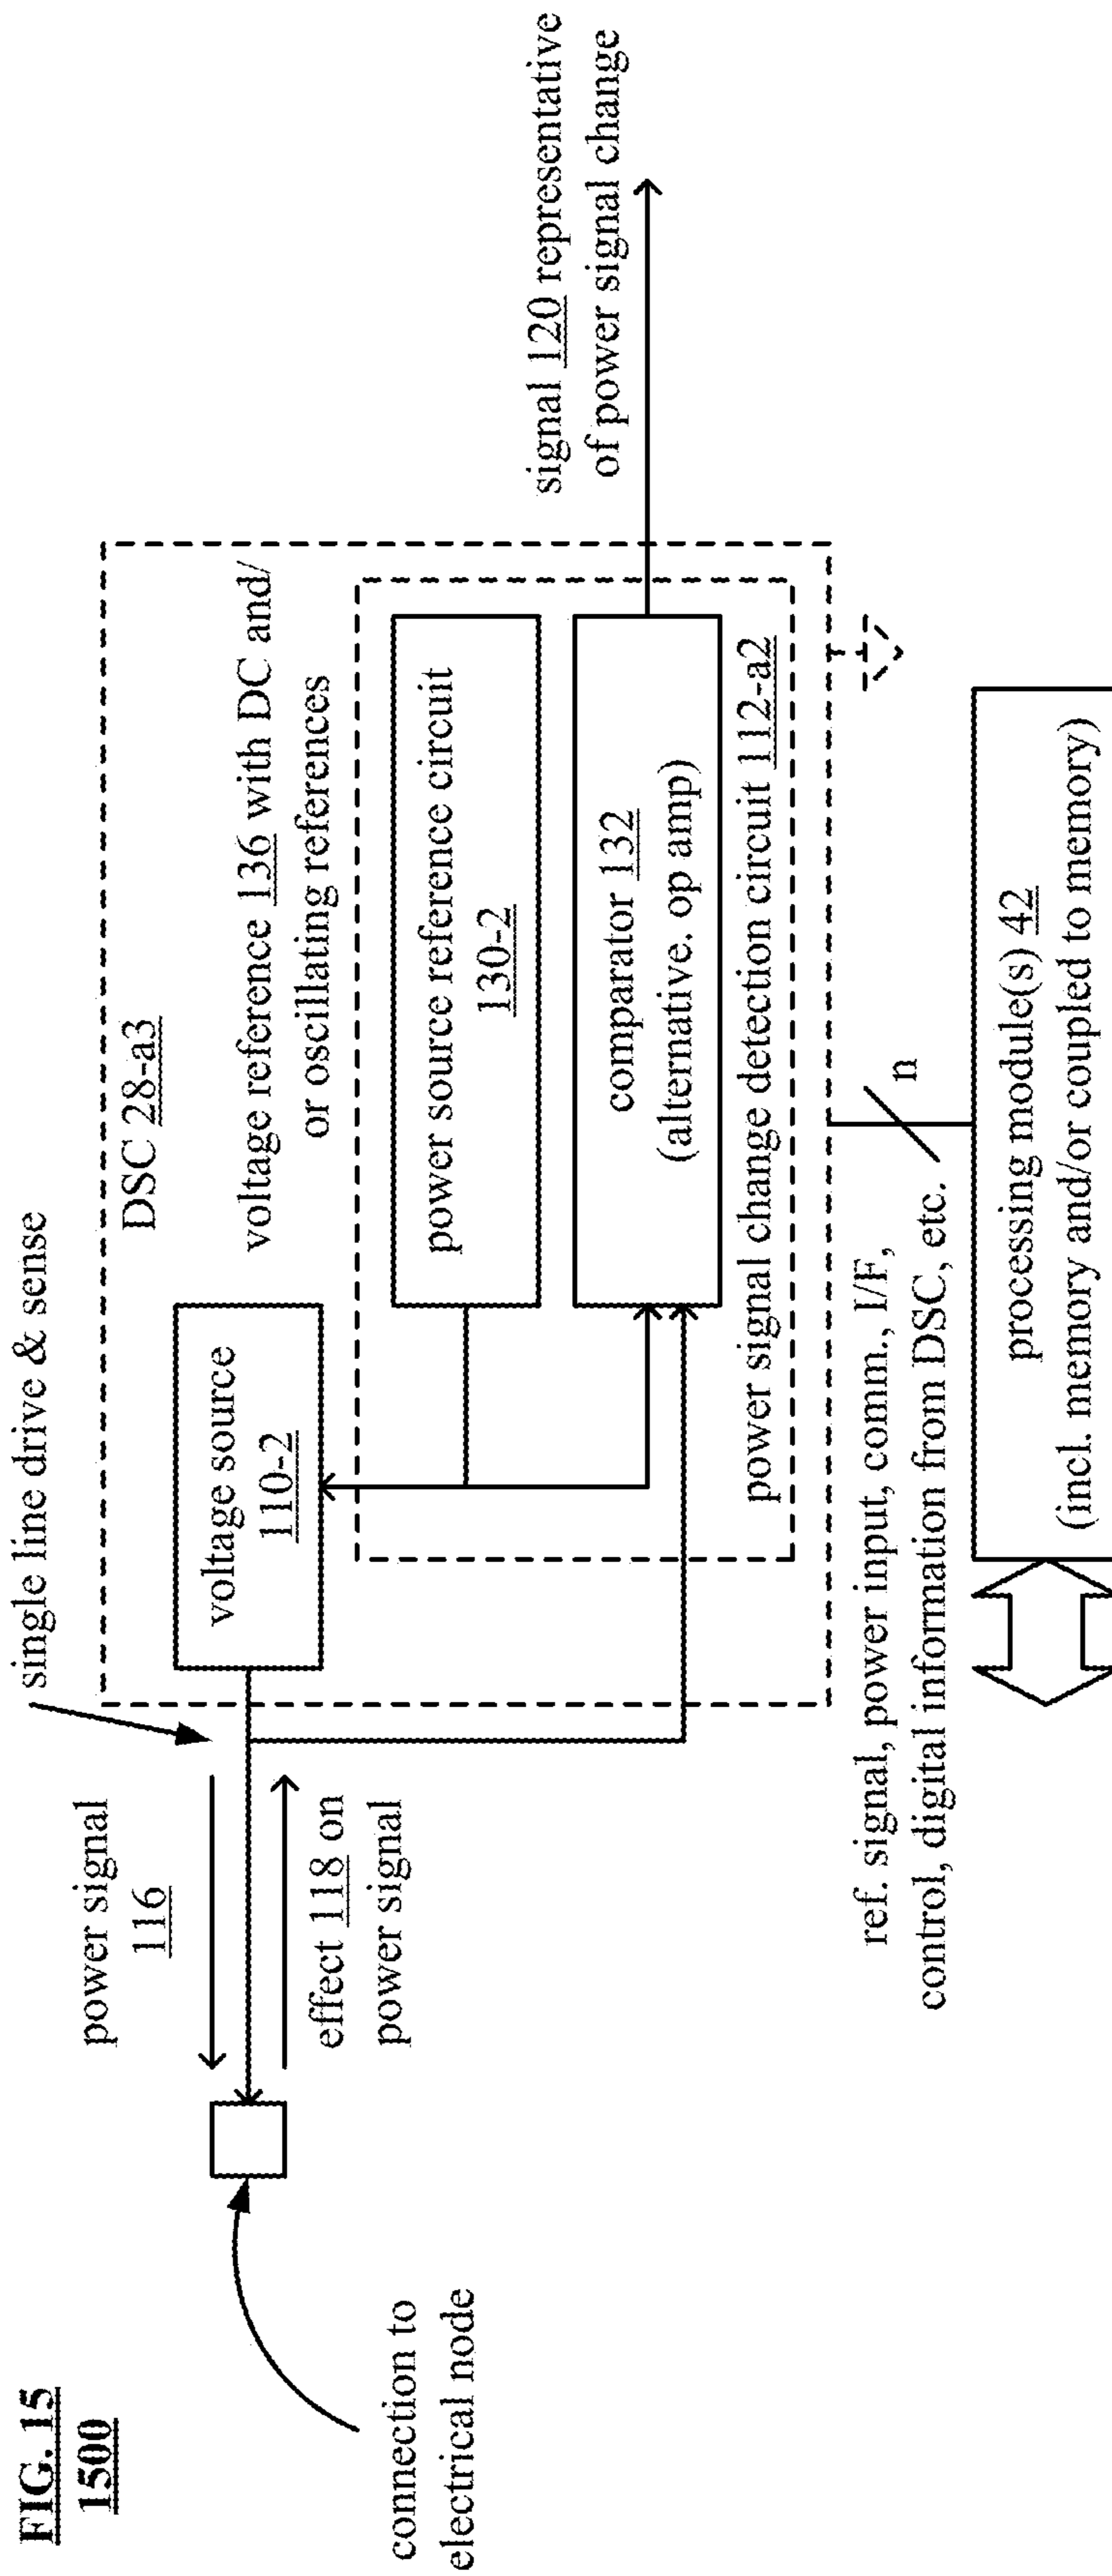 FIG. 15
1500
single line drive & sense
power signal
116
effect 118 on
power signal
connection to
electrical node
DSC 28-a3
voltage source
110-2
voltage reference 136 with DC and/
or oscillating references
power source reference circuit
130-2
comparator 132
(alternative. op amp)
power signal change detection circuit 112-a2
signal 120 representative
of power signal change
ref. signal, power input, comm., I/F,
control, digital information from DSC, etc.
n
processing module(s) 42
(incl. memory and/or coupled to memory)